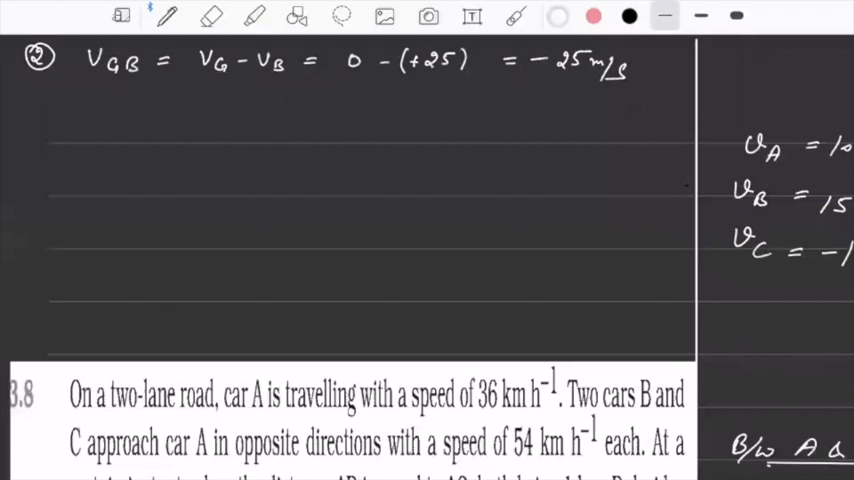 ② V_GB = V_G - V_B = 0 - (+25) = - 25 m/s
v_A = 10
v_B = 15
v_C = -1
3.8 On a two-lane road, car A is travelling with a speed of 36 km h⁻¹. Two cars B and
C approach car A in opposite directions with a speed of 54 km h⁻¹ each. At a
B/w A &